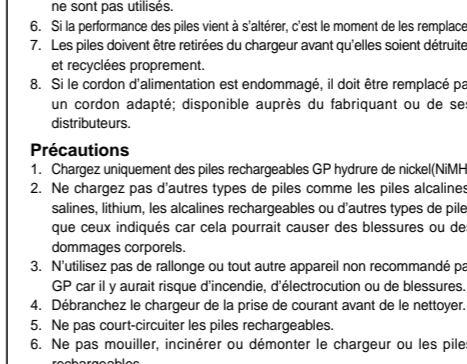 ne sont pas utilisés.
6. Si la performance des piles vient à s'altérer, c'est le moment de les remplace
7. Les piles doivent être retirées du chargeur avant qu'elles soient détruite
et recyclées proprement.
8. Si le cordon d'alimentation est endommagé, il doit être remplacé pa
un cordon adapté; disponible auprès du fabriquant ou de ses
distributeurs.
Précautions
1. Chargez uniquement des piles rechargeables GP hydrure de nickel(NiMH
2. Ne chargez pas d'autres types de piles comme les piles alcalines
salines, lithium, les alcalines rechargeables ou d'autres types de pile
que ceux indiqués car cela pourrait causer des blessures ou des
dommages corporels.
3. N'utilisez pas de rallonge ou tout autre appareil non recommandé pa
GP car il y aurait risque d'incendie, d'électrocution ou de blessures.
4. Débranchez le chargeur de la prise de courant avant de le nettoyer.
5. Ne pas court-circuiter les piles rechargeables.
6. Ne pas mouiller, incinérer ou démonter le chargeur ou les piles
rechargeables.